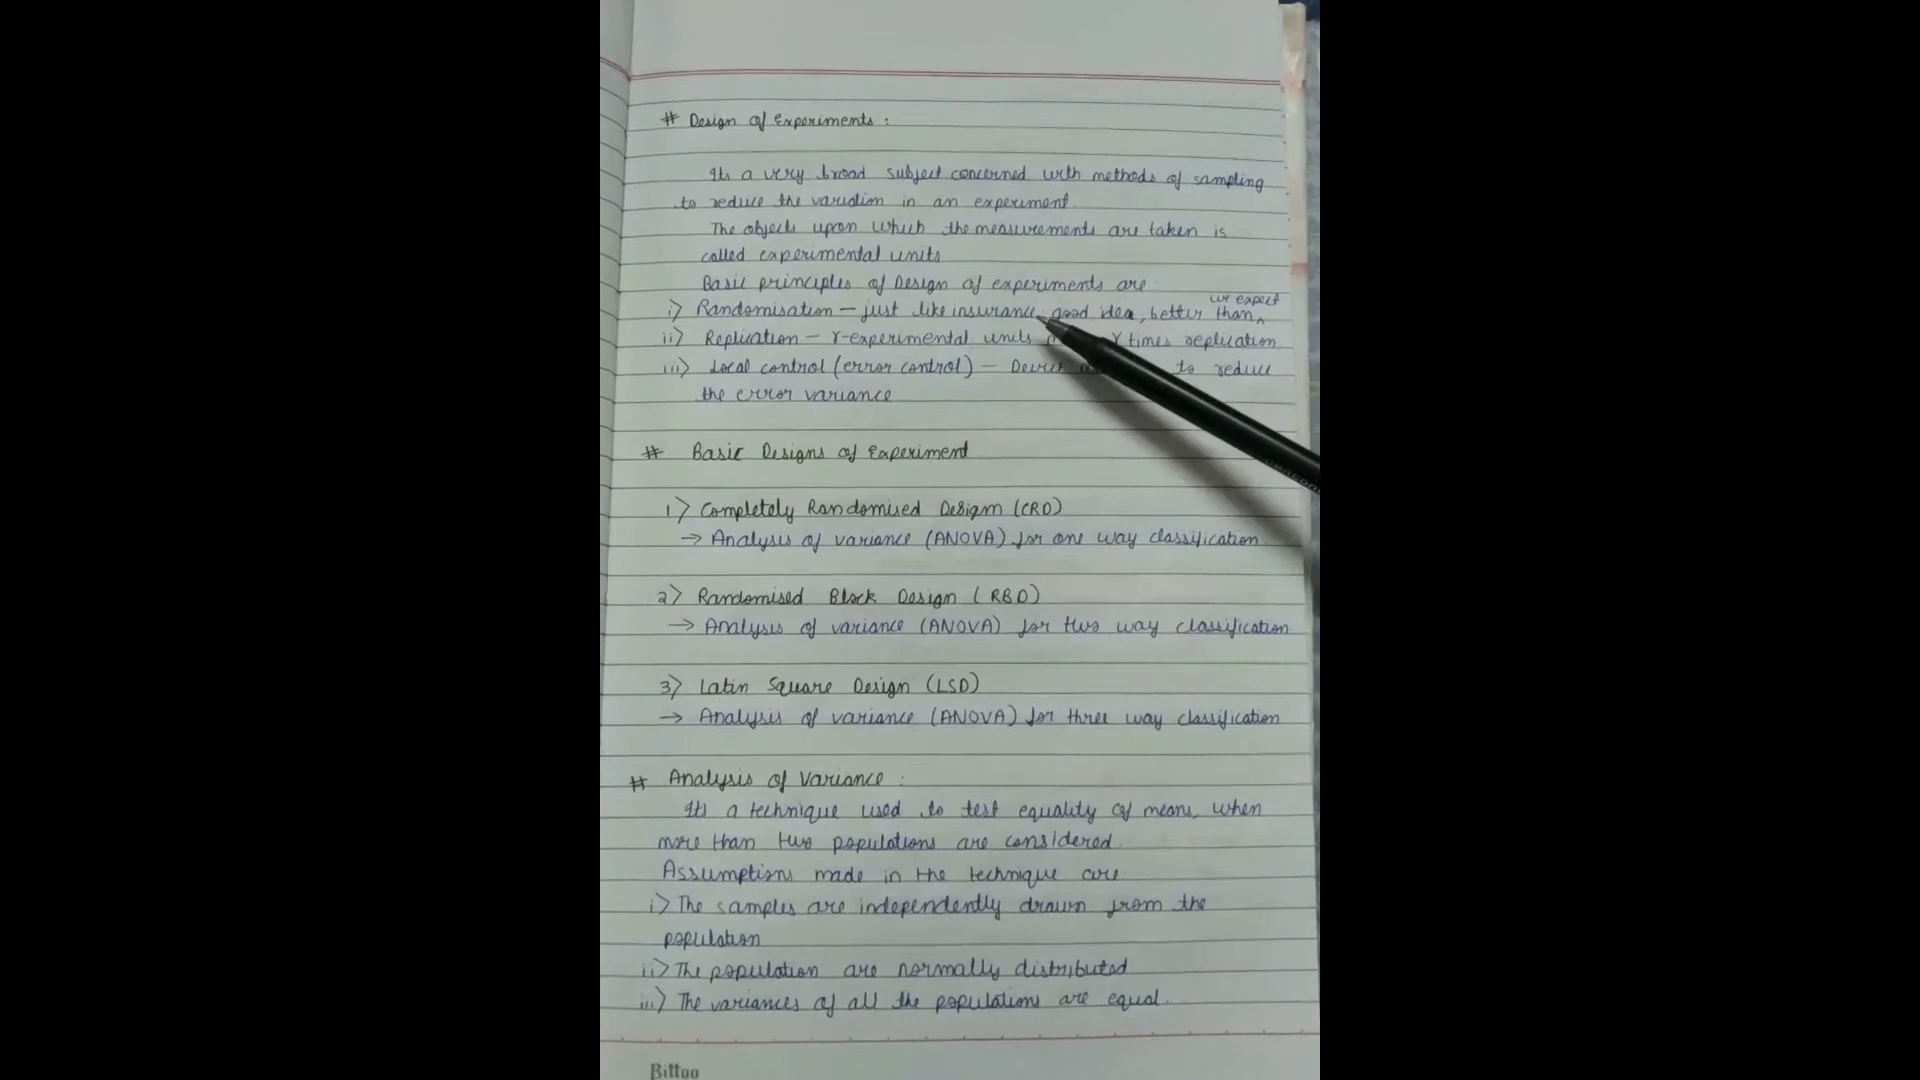 # Design of Experiments :
Its a very broad subject concerned with methods of sampling
to reduce the variation in an experiment.
The objects upon which the measurements are taken is
called experimental units
Basic principles of Design of experiments are
we expect
i) Randomisation – just like insurance, good idea, better than ^
ii) Replication – r-experimental units r times replication
iii) Local control (error control) – to reduce
the error variance
# Basic Designs of Experiment
1) Completely Randomised Design (CRD)
→ Analysis of variance (ANOVA) for one way classification.
2) Randomised Block Design (RBD)
→ Analysis of variance (ANOVA) for two way classification
3) Latin Square Design (LSD)
→ Analysis of variance (ANOVA) for three way classification
# Analysis of Variance :
Its a technique used to test equality of means, when
more than two populations are considered.
Assumptions made in the technique are
i) The samples are independently drawn from the
population
ii) The population are normally distributed
iii) The variances of all the populations are equal.
Bittoo